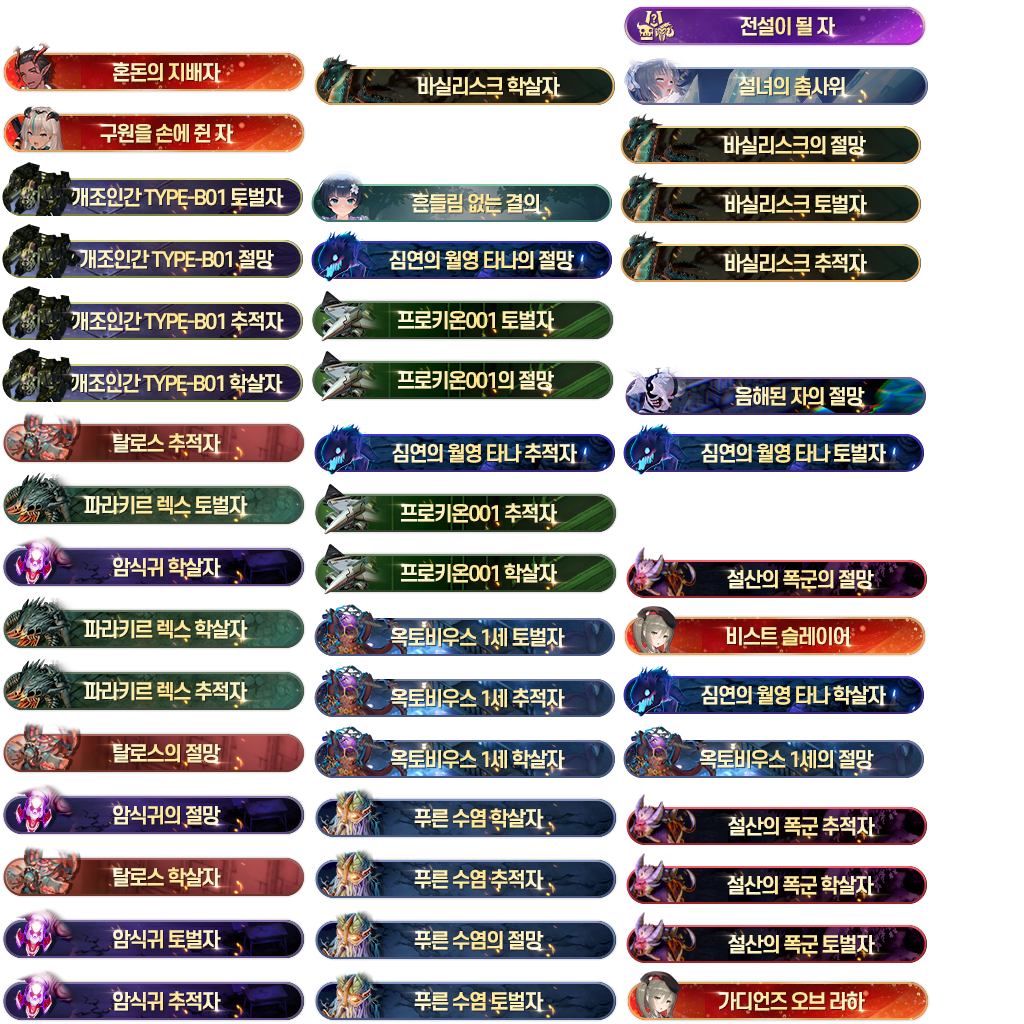 혼돈의 지배자
구원을 손에 쥔 자
개조인간 TYPE-B01 토벌자
개조인간 TYPE-B01 절망
개조인간 TYPE-B01 추적자
개조인간 TYPE-B01 학살자
탈로스 추적자
파라키르 렉스 토벌자
암식귀 학살자
파라키르 렉스 학살자
파라키르 렉스 추적자
탈로스의 절망
암식귀의 절망
탈로스 학살자
암식귀 토벌자
암식귀 추적자
바실리스크 학살자
흔들림 없는 결의
심연의 월영 타나의 절망
프로키온001 토벌자
프로키온001의 절망
심연의 월영 타나 추적자
프로키온001 추적자
프로키온001 학살자
옥토비우스 1세 토벌자
옥토비우스 1세 추적자
옥토비우스 1세 학살자
푸른 수염 학살자
푸른 수염 추적자
푸른 수염의 절망
푸른 수염 토벌자
전설이 될 자
설녀의 춤사위
바실리스크의 절망
바실리스크 토벌자
바실리스크 추적자
음해된 자의 절망
심연의 월영 타나 토벌자
설산의 폭군의 절망
비스트 슬레이어
심연의 월영 타나 학살자
옥토비우스 1세의 절망
설산의 폭군 추적자
설산의 폭군 학살자
설산의 폭군 토벌자
가디언즈 오브 라하